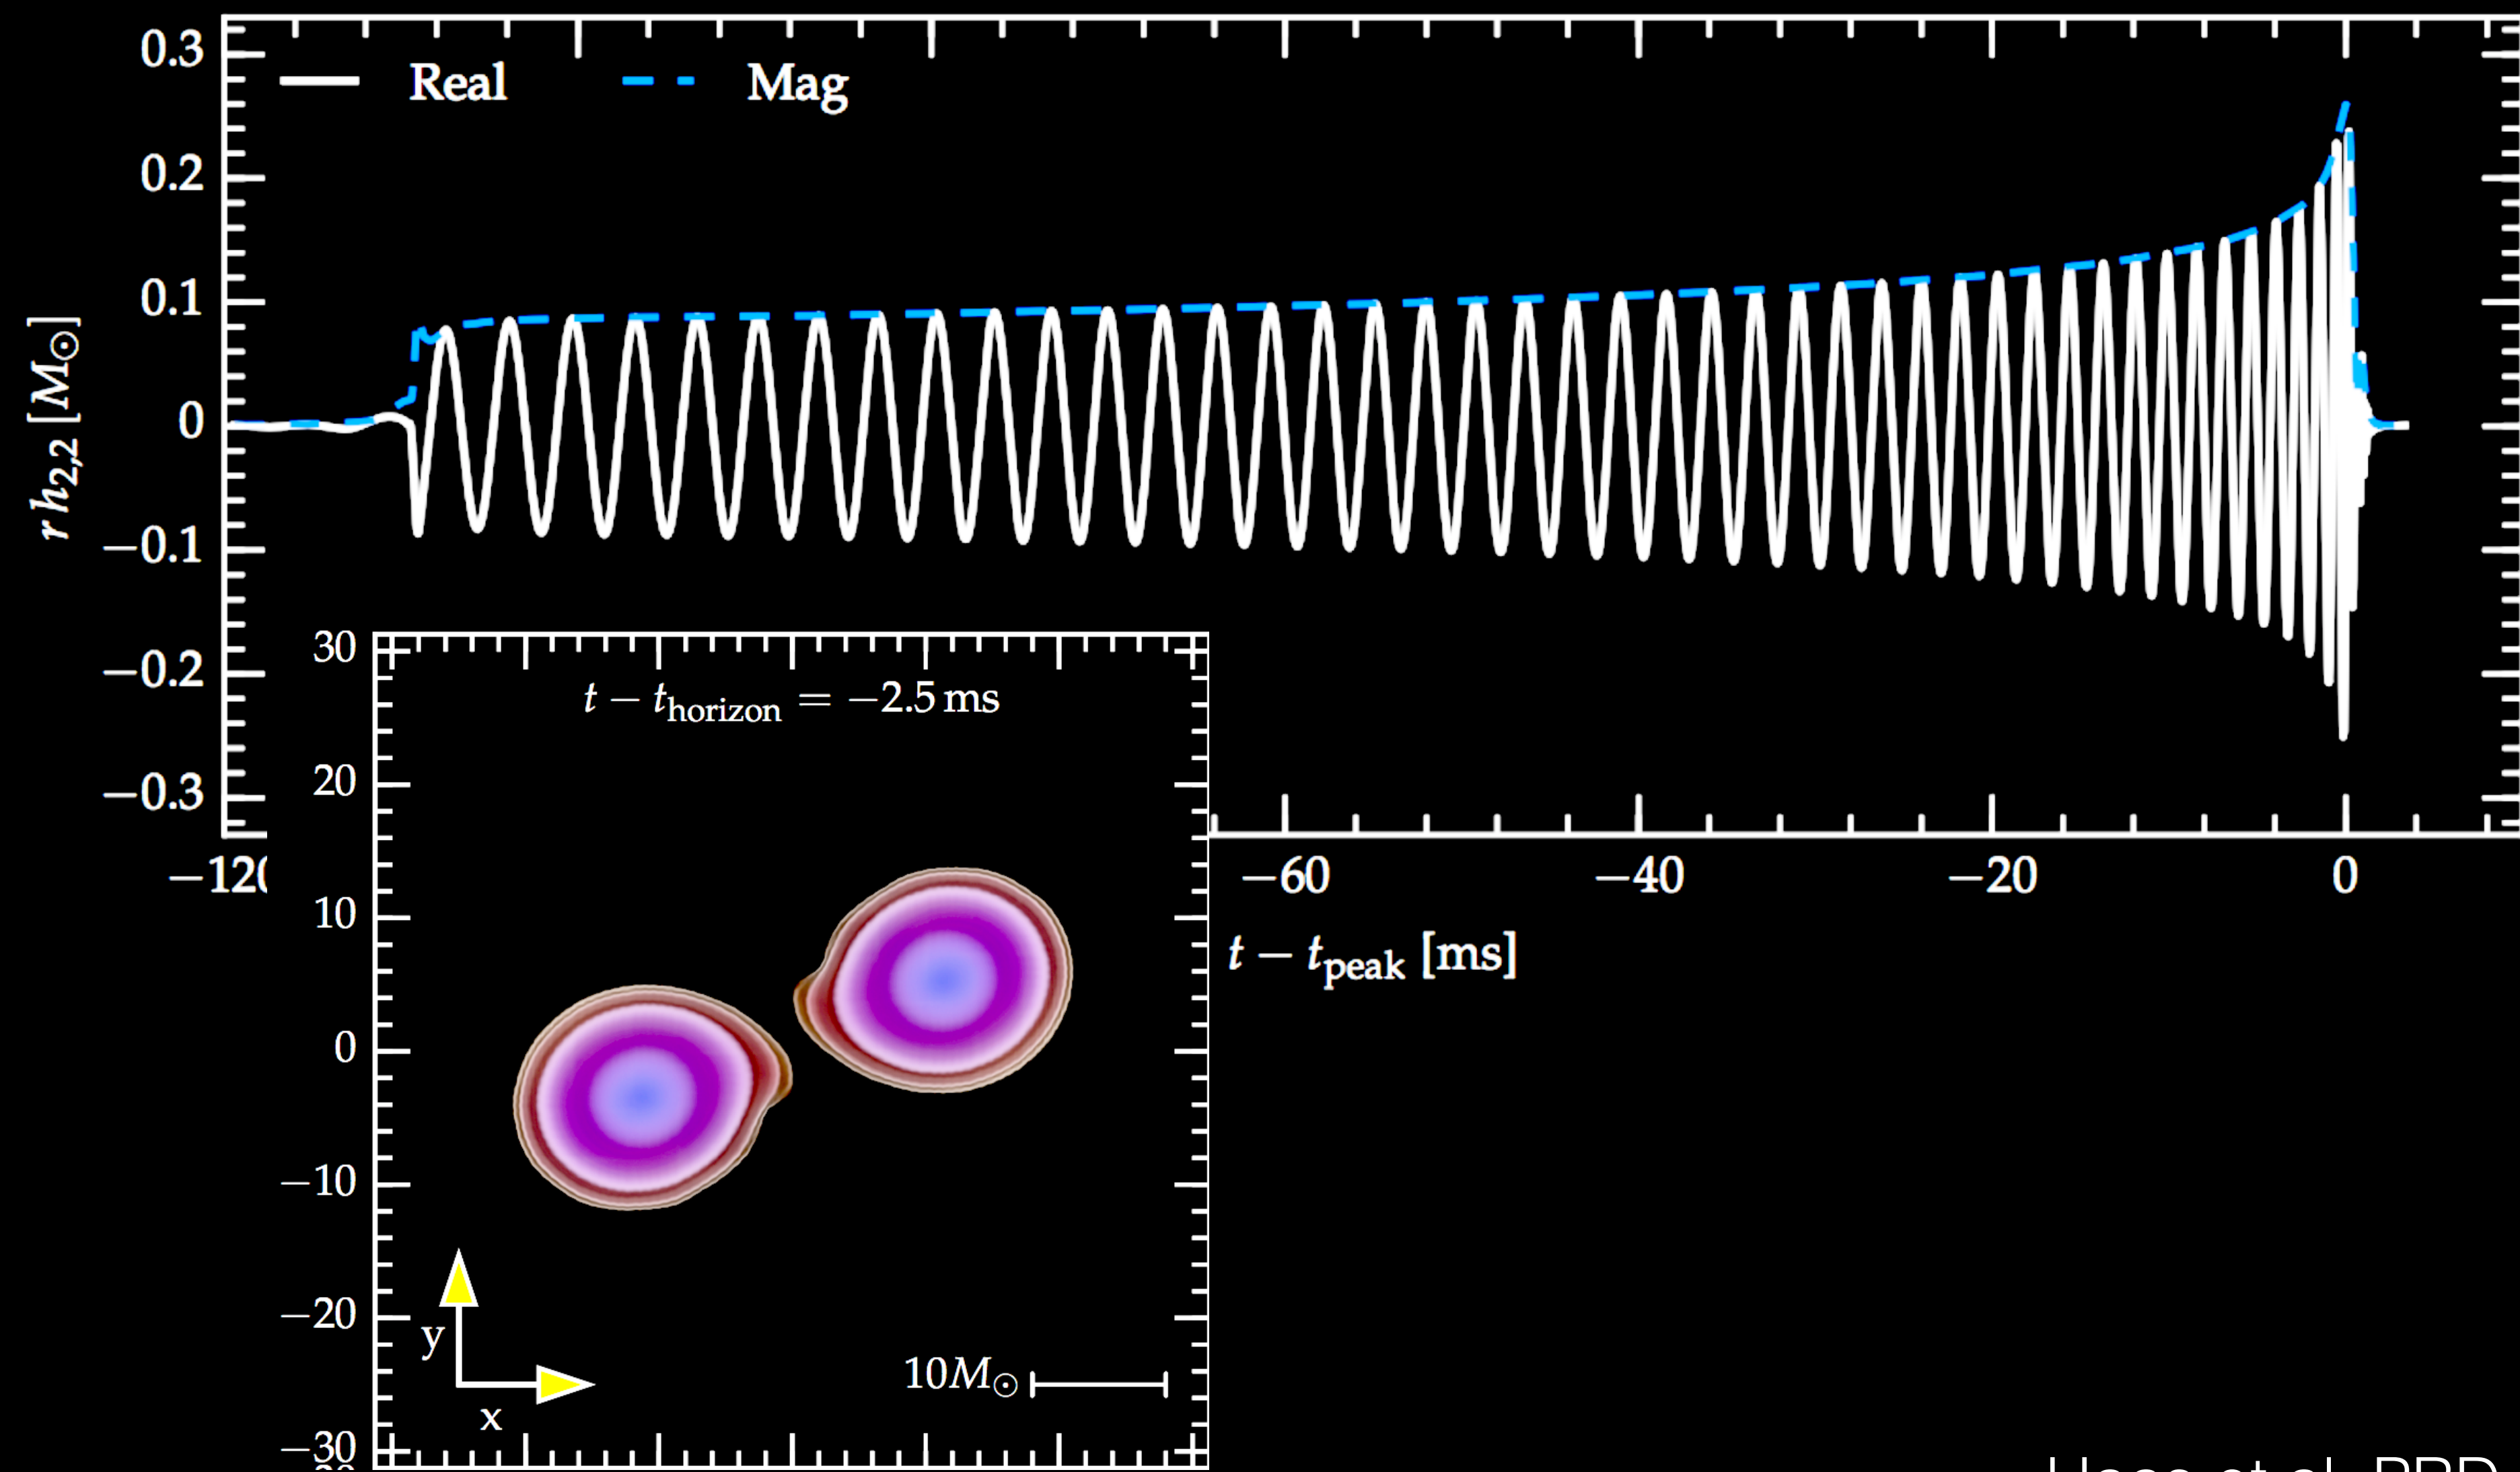 0.3
Real Mag
0.2
0.1
0
−0.1
−0.2
−0.3
r h2,2 [M⊙]
−60 −40 −20 0
t − tpeak [ms]
30
t − thorizon = −2.5 ms
20
10
0
−10
−20
−30
y
x
10M⊙